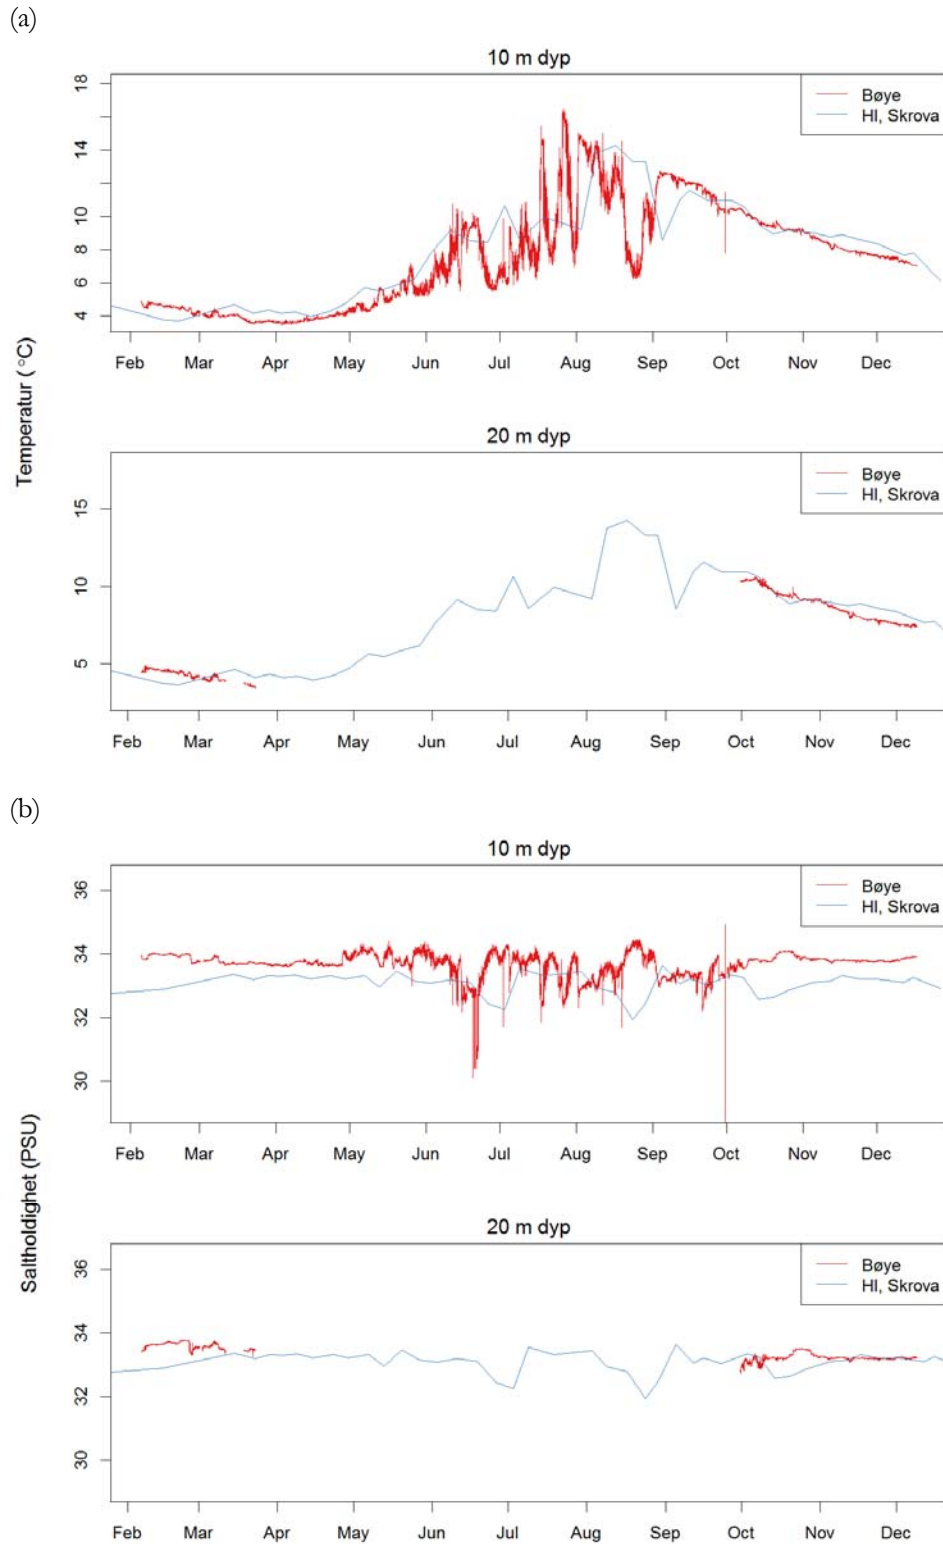 (a)
10 m dyp
Bøye
HI, Skrova
18
14
10
8
6
4
Feb Mar Apr May Jun Jul Aug Sep Oct Nov Dec
Temperatur (°C)
20 m dyp
Bøye
HI, Skrova
15
10
5
Feb Mar Apr May Jun Jul Aug Sep Oct Nov Dec
(b)
10 m dyp
Bøye
HI, Skrova
36
34
32
30
Feb Mar Apr May Jun Jul Aug Sep Oct Nov Dec
Saltholdighet (PSU)
20 m dyp
Bøye
HI, Skrova
36
34
32
30
Feb Mar Apr May Jun Jul Aug Sep Oct Nov Dec